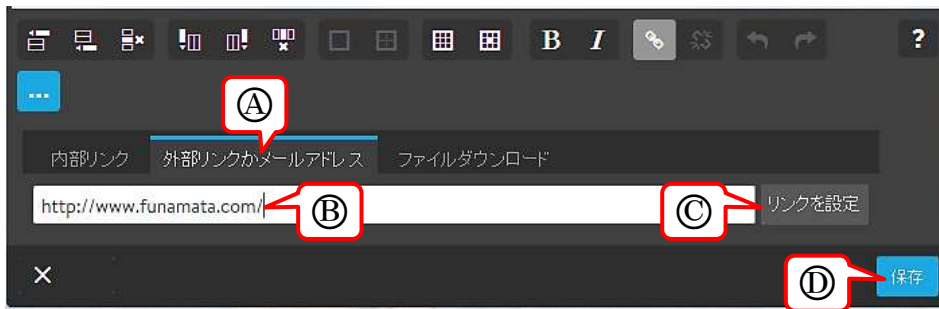 B I ?
...
Ⓐ
内部リンク 外部リンクかメールアドレス ファイルダウンロード
http://www.funamata.com/ Ⓑ Ⓒ リンクを設定
× Ⓓ 保存